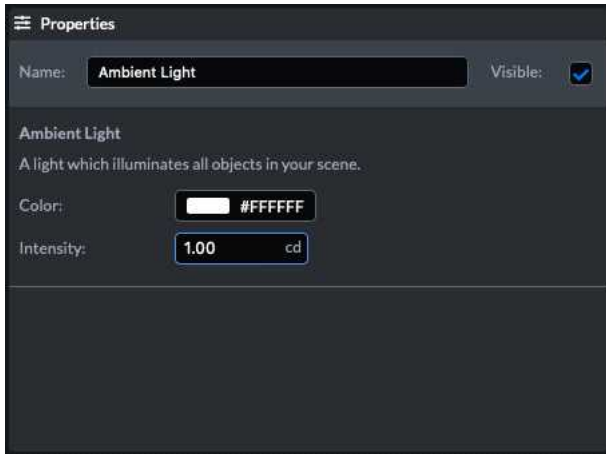 Properties
Name: Ambient Light Visible:
Ambient Light
A light which illuminates all objects in your scene.
Color: #FFFFFF
Intensity: 1.00 cd